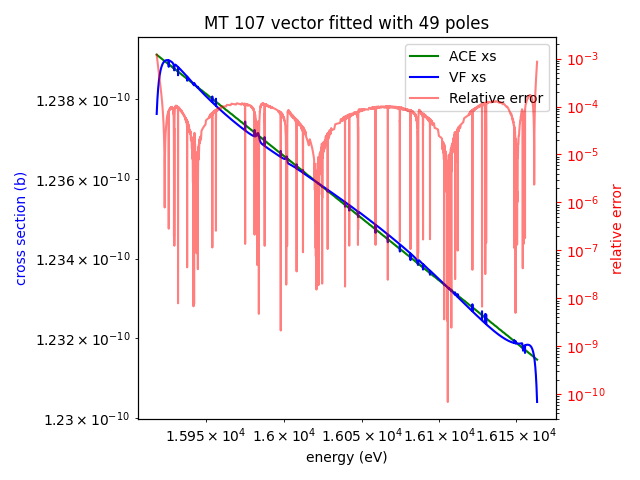 MT 107 vector fitted with 49 poles
ACE xs
VF xs
Relative error
cross section (b)
1.238 × 10⁻¹⁰
1.236 × 10⁻¹⁰
1.234 × 10⁻¹⁰
1.232 × 10⁻¹⁰
1.23 × 10⁻¹⁰
10⁻³
10⁻⁴
10⁻⁵
10⁻⁶
10⁻⁷
10⁻⁸
10⁻⁹
10⁻¹⁰
relative error
1.595 × 10⁴ 1.6 × 10⁴ 1.605 × 10⁴ 1.61 × 10⁴ 1.615 × 10⁴
energy (eV)